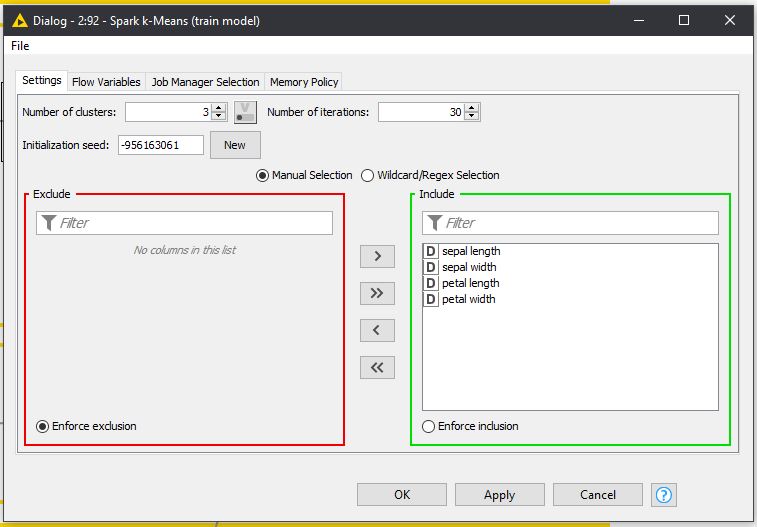 Dialog - 2:92 - Spark k-Means (train model)
File
Settings Flow Variables Job Manager Selection Memory Policy
Number of clusters: 3 V Number of iterations: 30
Initialization seed: -956163061 New
Manual Selection Wildcard/Regex Selection
Exclude Include
Filter Filter
No columns in this list
D sepal length
D sepal width
D petal length
D petal width
> 
>>
<
<<
Enforce exclusion Enforce inclusion
OK Apply Cancel ?